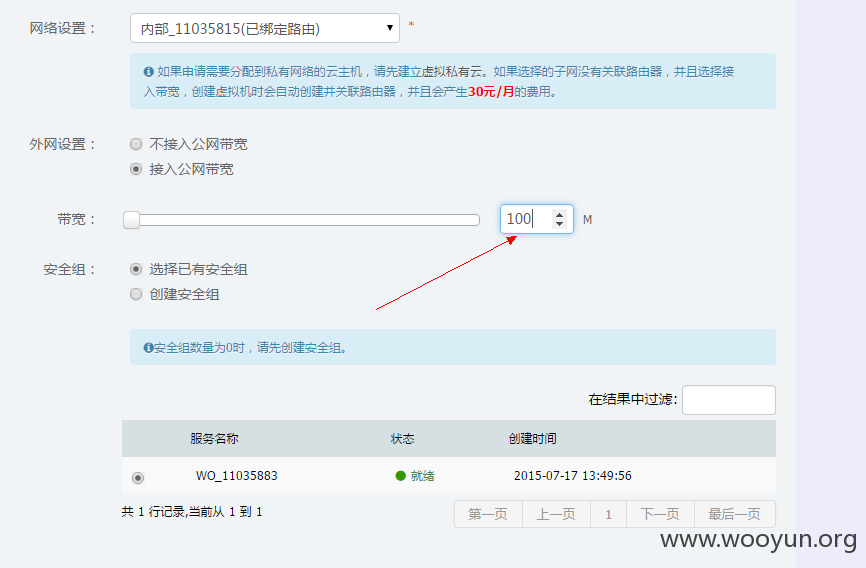 网络设置： 内部_11035815(已绑定路由) *
如果申请需要分配到私有网络的云主机，请先建立虚拟私有云。如果选择的子网没有关联路由器，并且选择接
入带宽，创建虚拟机时会自动创建并关联路由器，并且会产生30元/月的费用。
外网设置： 不接入公网带宽
接入公网带宽
带宽： 100 M
安全组： 选择已有安全组
创建安全组
安全组数量为0时，请先创建安全组。
在结果中过滤:
服务名称 状态 创建时间
WO_11035883 就绪 2015-07-17 13:49:56
共 1 行记录,当前从 1 到 1 第一页 上一页 1 下一页 最后一页
www.wooyun.org